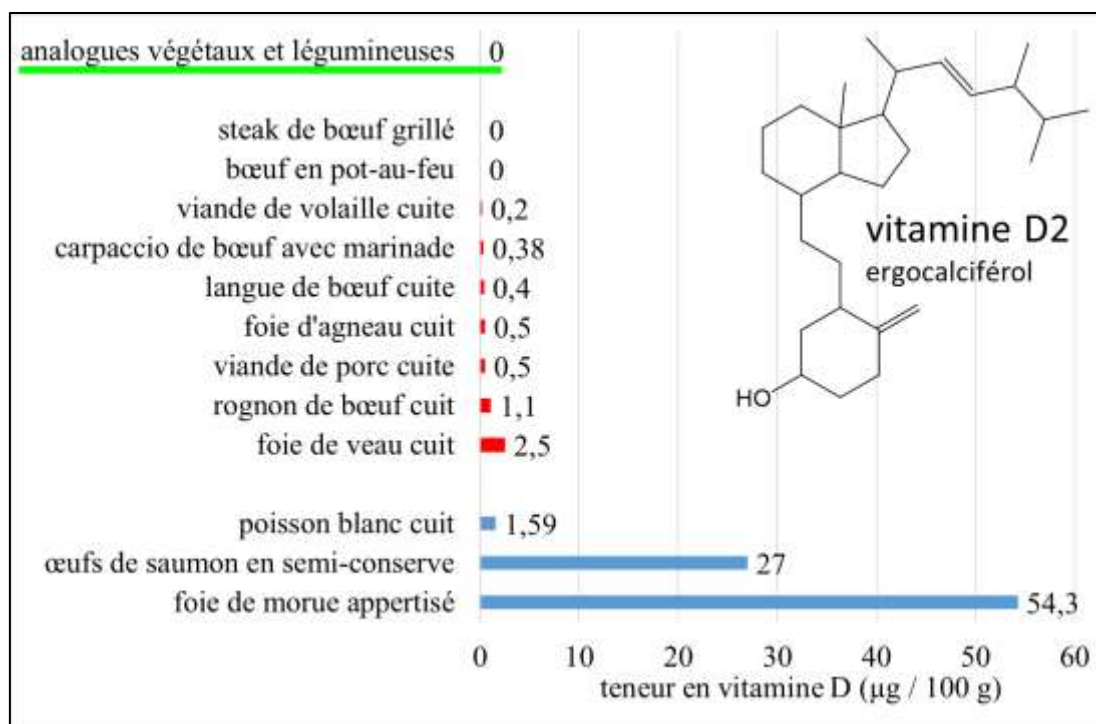 analogues végétaux et légumineuses 0
steak de bœuf grillé 0
bœuf en pot-au-feu 0
viande de volaille cuite 0,2
carpaccio de bœuf avec marinade 0,38
langue de bœuf cuite 0,4
foie d'agneau cuit 0,5
viande de porc cuite 0,5
rognon de bœuf cuit 1,1
foie de veau cuit 2,5
poisson blanc cuit 1,59
œufs de saumon en semi-conserve 27
foie de morue appertisé 54,3
0 10 20 30 40 50 60
teneur en vitamine D (µg / 100 g)
vitamine D2
ergocalciférol
HO